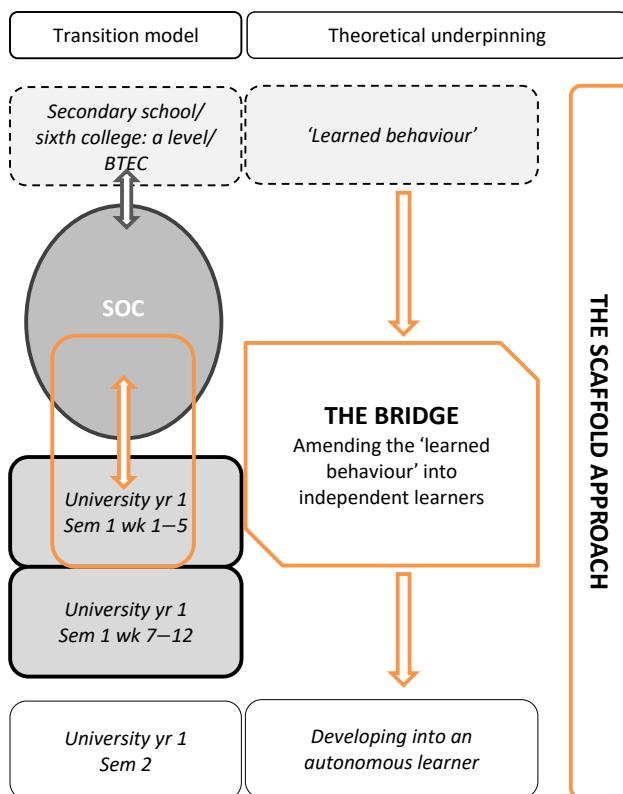 Transition model
Theoretical underpinning
Secondary school/
sixth college: a level/
BTEC
‘Learned behaviour’
SOC
THE BRIDGE
Amending the ‘learned
behaviour’ into
independent learners
University yr 1
Sem 1 wk 1–5
University yr 1
Sem 1 wk 7–12
University yr 1
Sem 2
Developing into an
autonomous learner
THE SCAFFOLD APPROACH